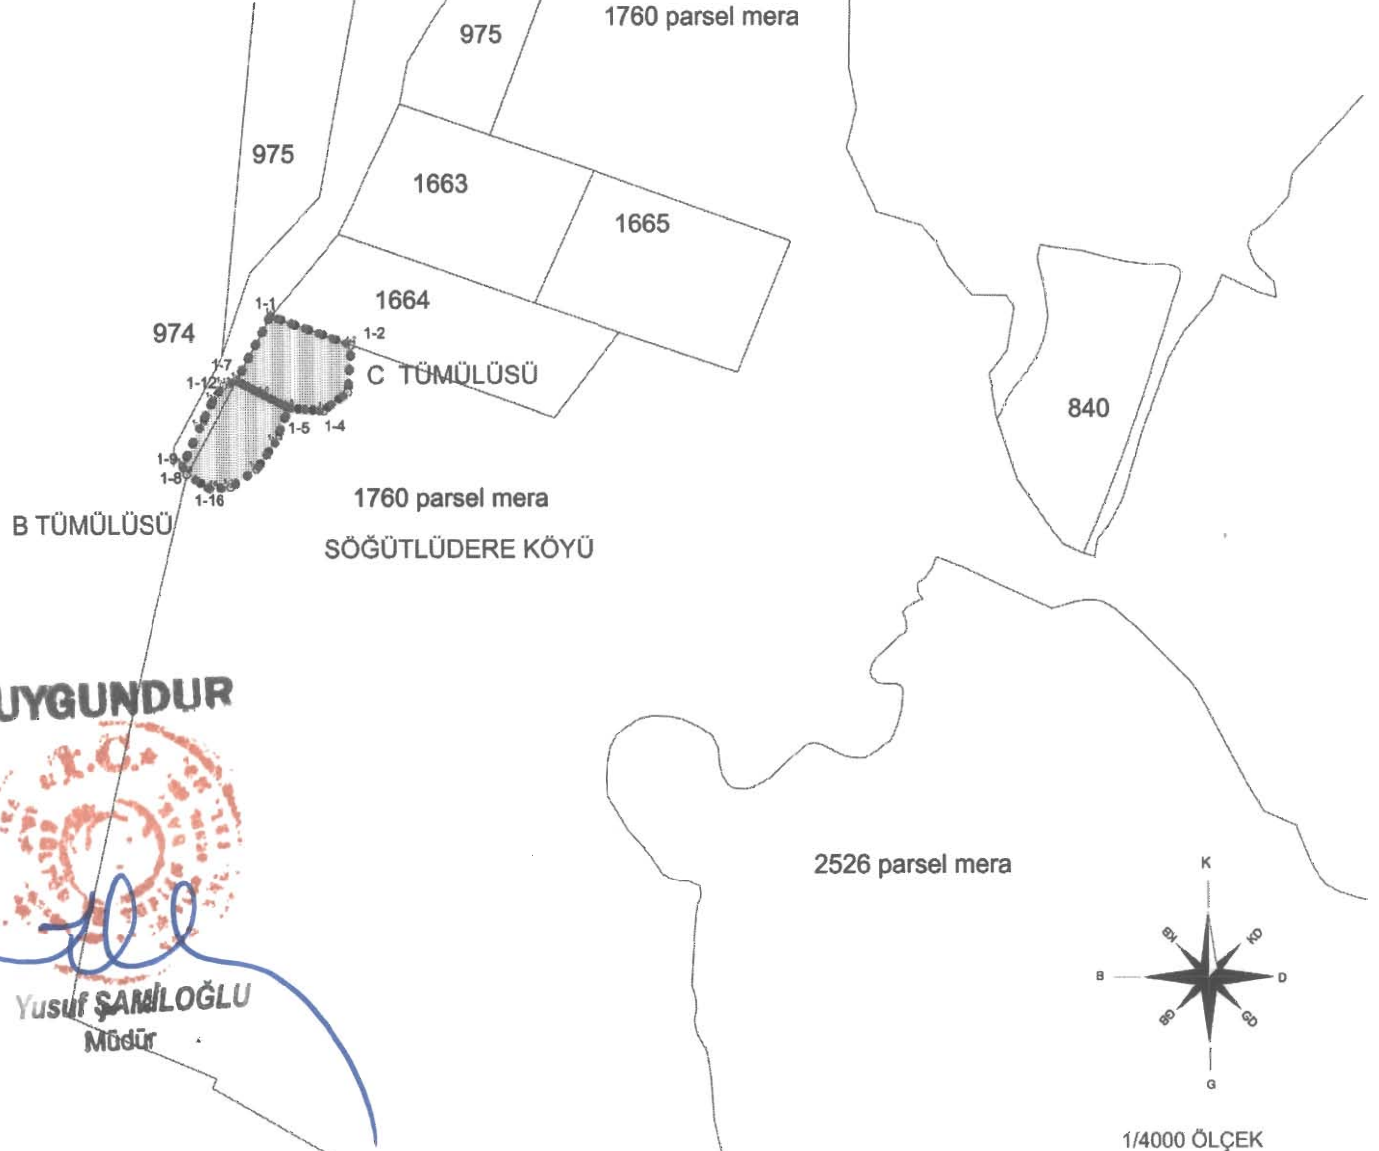 975
1760 parsel mera
975
1663
1665
1664
974
1-1
1-2
1-7
1-12
C TÜMÜLÜSÜ
1-5
1-4
840
1-9
1-8
1-16
1760 parsel mera
B TÜMÜLÜSÜ
SÖĞÜTLÜDERE KÖYÜ
UYGUNDUR
T.C.
2526 parsel mera
K
KB
KD
B
D
GB
GD
G
Yusuf ŞAMİLOĞLU
Müdür
1/4000 ÖLÇEK